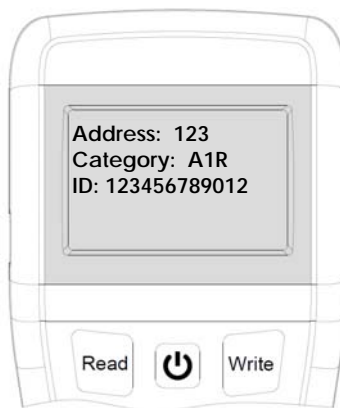 Address: 123
Category: A1R
ID: 123456789012
Read Write